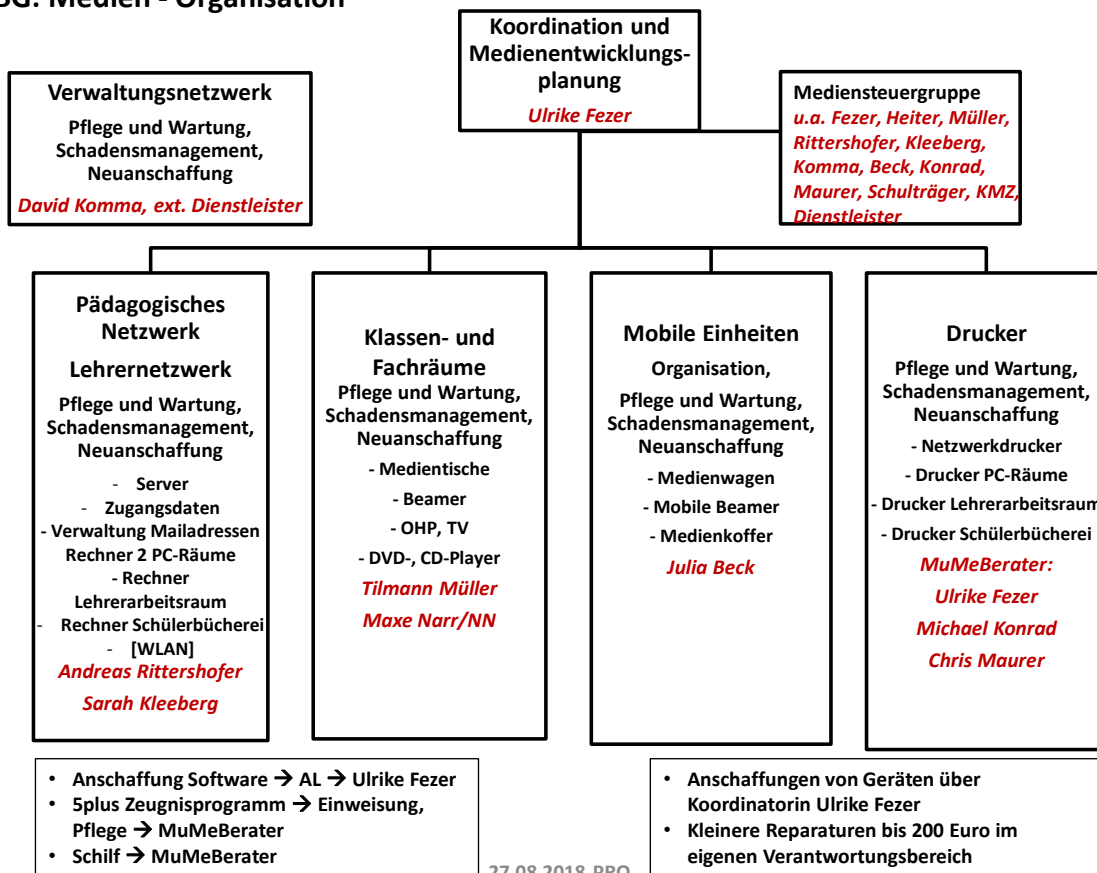 Medien - Organisation
Koordination und
Medienentwicklungs-
planung
Ulrike Fezer
Verwaltungsnetzwerk
Pflege und Wartung,
Schadensmanagement,
Neuanschaffung
David Komma, ext. Dienstleister
Mediensteuergruppe
u.a. Fezer, Heiter, Müller,
Rittershofer, Kleeberg,
Komma, Beck, Konrad,
Maurer, Schulträger, KMZ,
Dienstleister
Pädagogisches
Netzwerk
Lehrernetzwerk
Pflege und Wartung,
Schadensmanagement,
Neuanschaffung
- Server
- Zugangsdaten
- Verwaltung Mailadressen
Rechner 2 PC-Räume
- Rechner
Lehrerarbeitsraum
- Rechner Schülerbücherei
- [WLAN]
Andreas Rittershofer
Sarah Kleeberg
Klassen- und
Fachräume
Pflege und Wartung,
Schadensmanagement,
Neuanschaffung
- Medientische
- Beamer
- OHP, TV
- DVD-, CD-Player
Tilmann Müller
Maxe Narr/NN
Mobile Einheiten
Organisation,
Pflege und Wartung,
Schadensmanagement,
Neuanschaffung
- Medienwagen
- Mobile Beamer
- Medienkoffer
Julia Beck
Drucker
Pflege und Wartung,
Schadensmanagement,
Neuanschaffung
- Netzwerkdrucker
- Drucker PC-Räume
- Drucker Lehrerarbeitsraum
- Drucker Schülerbücherei
MuMeBerater:
Ulrike Fezer
Michael Konrad
Chris Maurer
• Anschaffung Software → AL → Ulrike Fezer
• 5plus Zeugnisprogramm → Einweisung,
Pflege → MuMeBerater
• Schilf → MuMeBerater
• Anschaffungen von Geräten über
Koordinatorin Ulrike Fezer
• Kleinere Reparaturen bis 200 Euro im
eigenen Verantwortungsbereich
27.08.2018